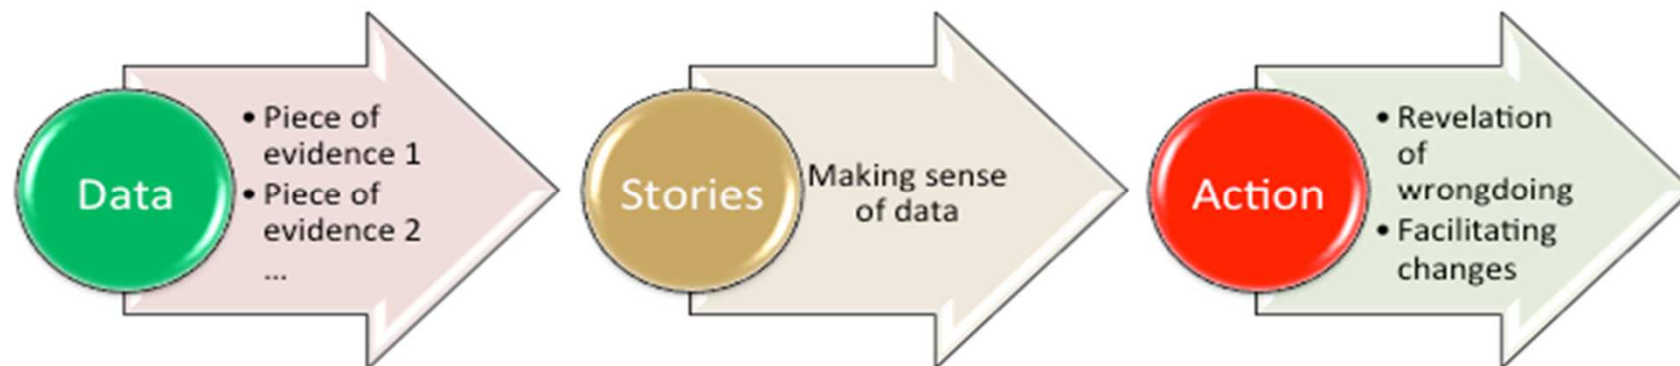 Data
• Piece of
evidence 1
• Piece of
evidence 2
...
Stories
Making sense
of data
Action
• Revelation
of
wrongdoing
• Facilitating
changes